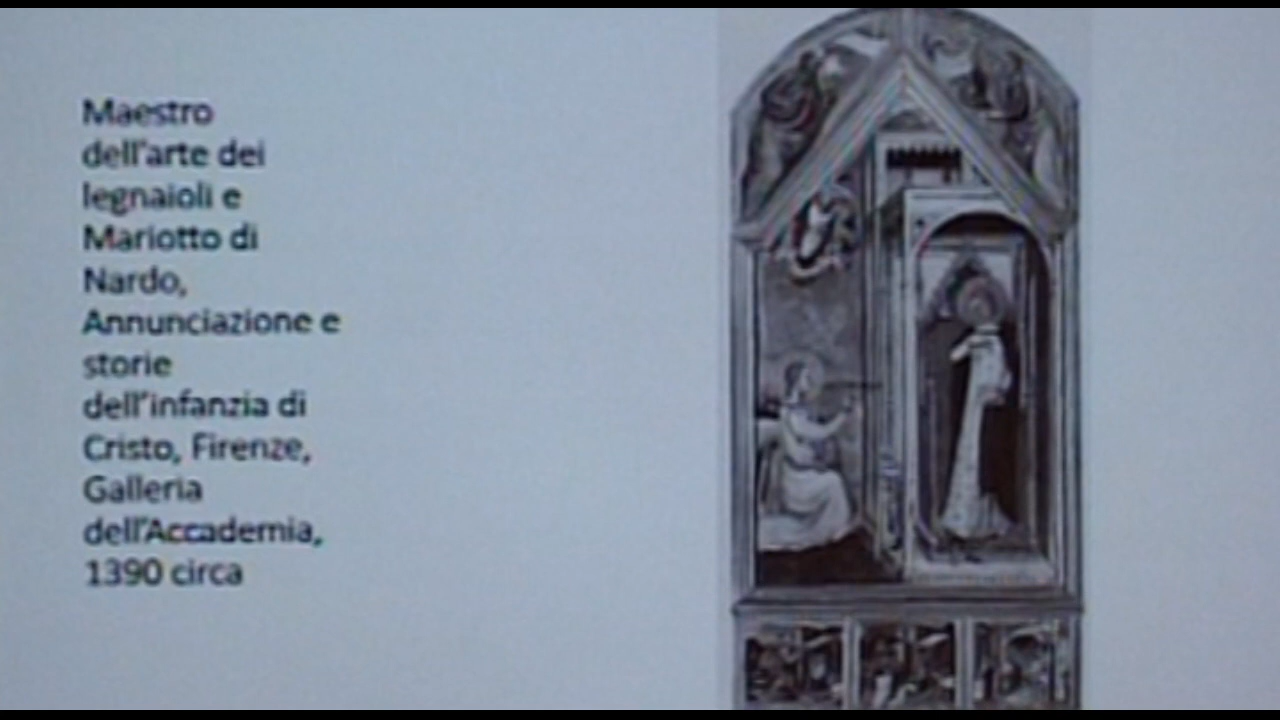 Maestro
dell'arte dei
legnaioli e
Mariotto di
Nardo,
Annunciazione e
storie
dell'infanzia di
Cristo, Firenze,
Galleria
dell'Accademia,
1390 circa